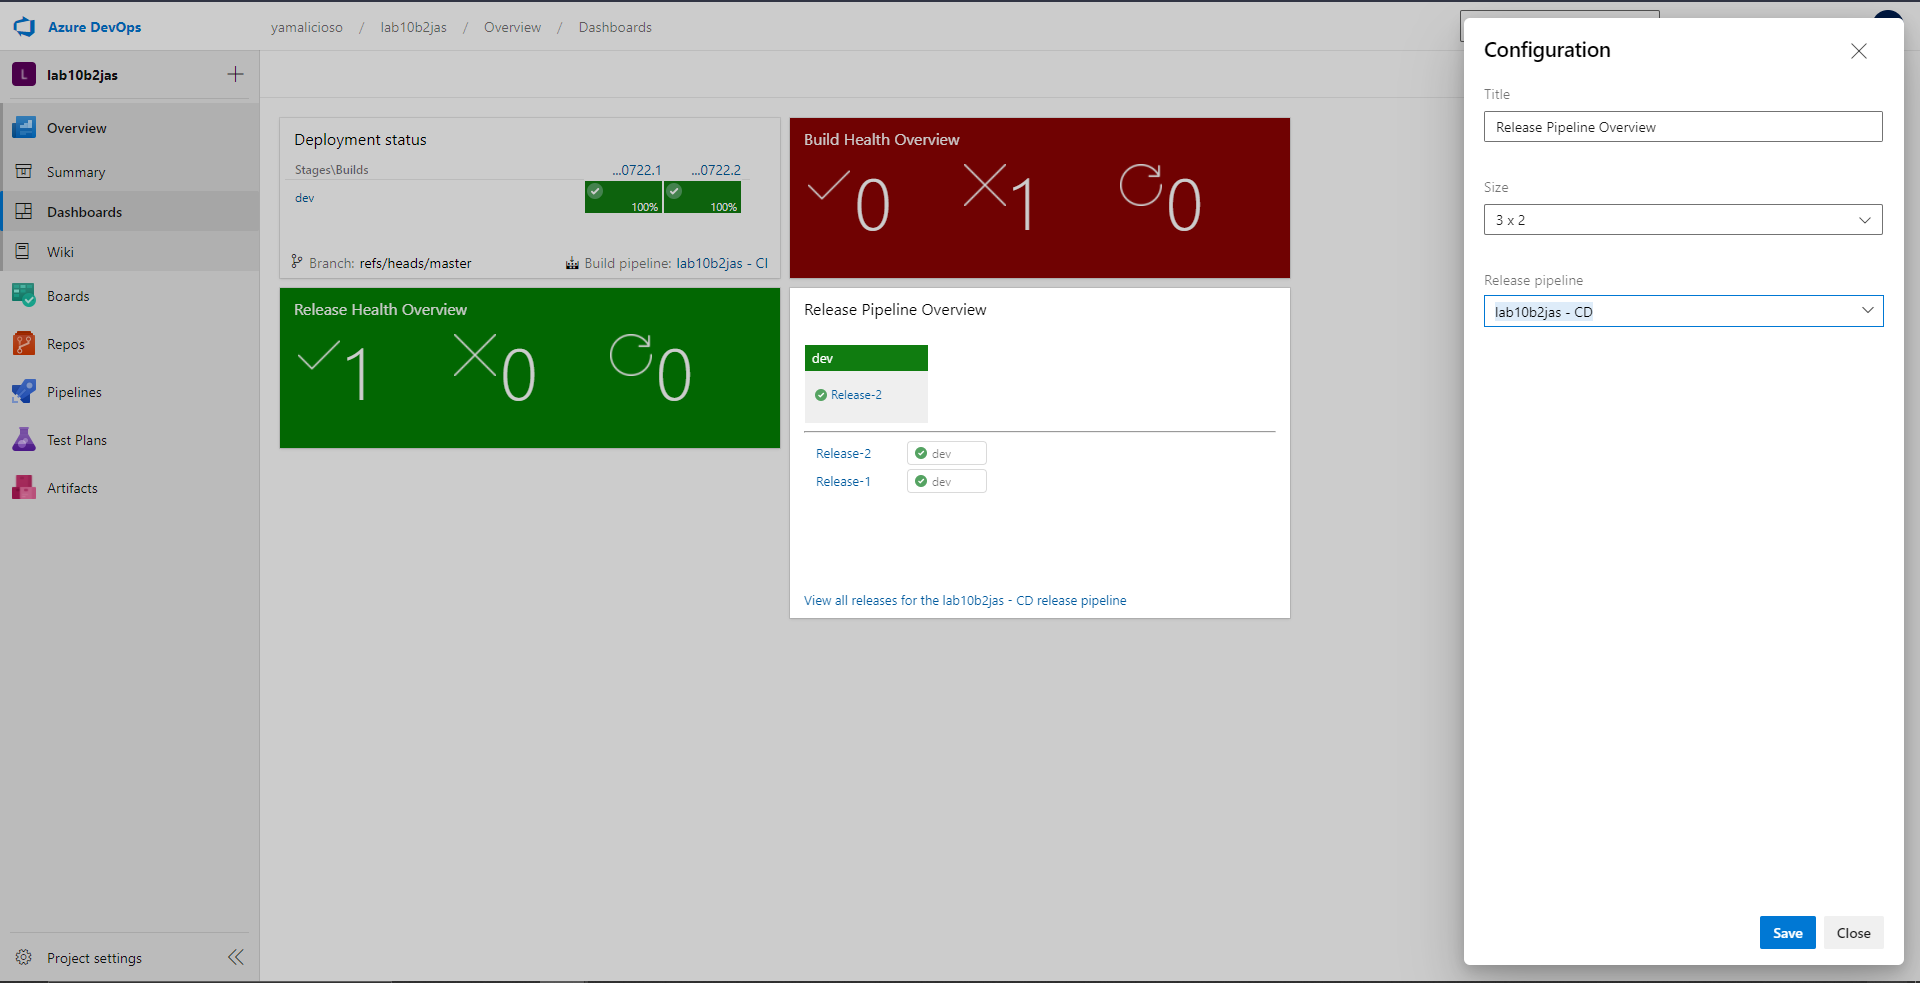 Azure DevOps
yamalicioso / lab10b2jas / Overview / Dashboards
L lab10b2jas
Overview
Summary
Dashboards
Wiki
Boards
Repos
Pipelines
Test Plans
Artifacts
Project settings
Deployment status
Stages\Builds ...0722.1 ...0722.2
dev 100% 100%
Branch: refs/heads/master Build pipeline: lab10b2jas - CI
Build Health Overview
0 1 0
Release Health Overview
1 0 0
Release Pipeline Overview
dev
Release-2
Release-2 dev
Release-1 dev
View all releases for the lab10b2jas - CD release pipeline
Configuration
Title
Release Pipeline Overview
Size
3 x 2
Release pipeline
lab10b2jas - CD
Save Close